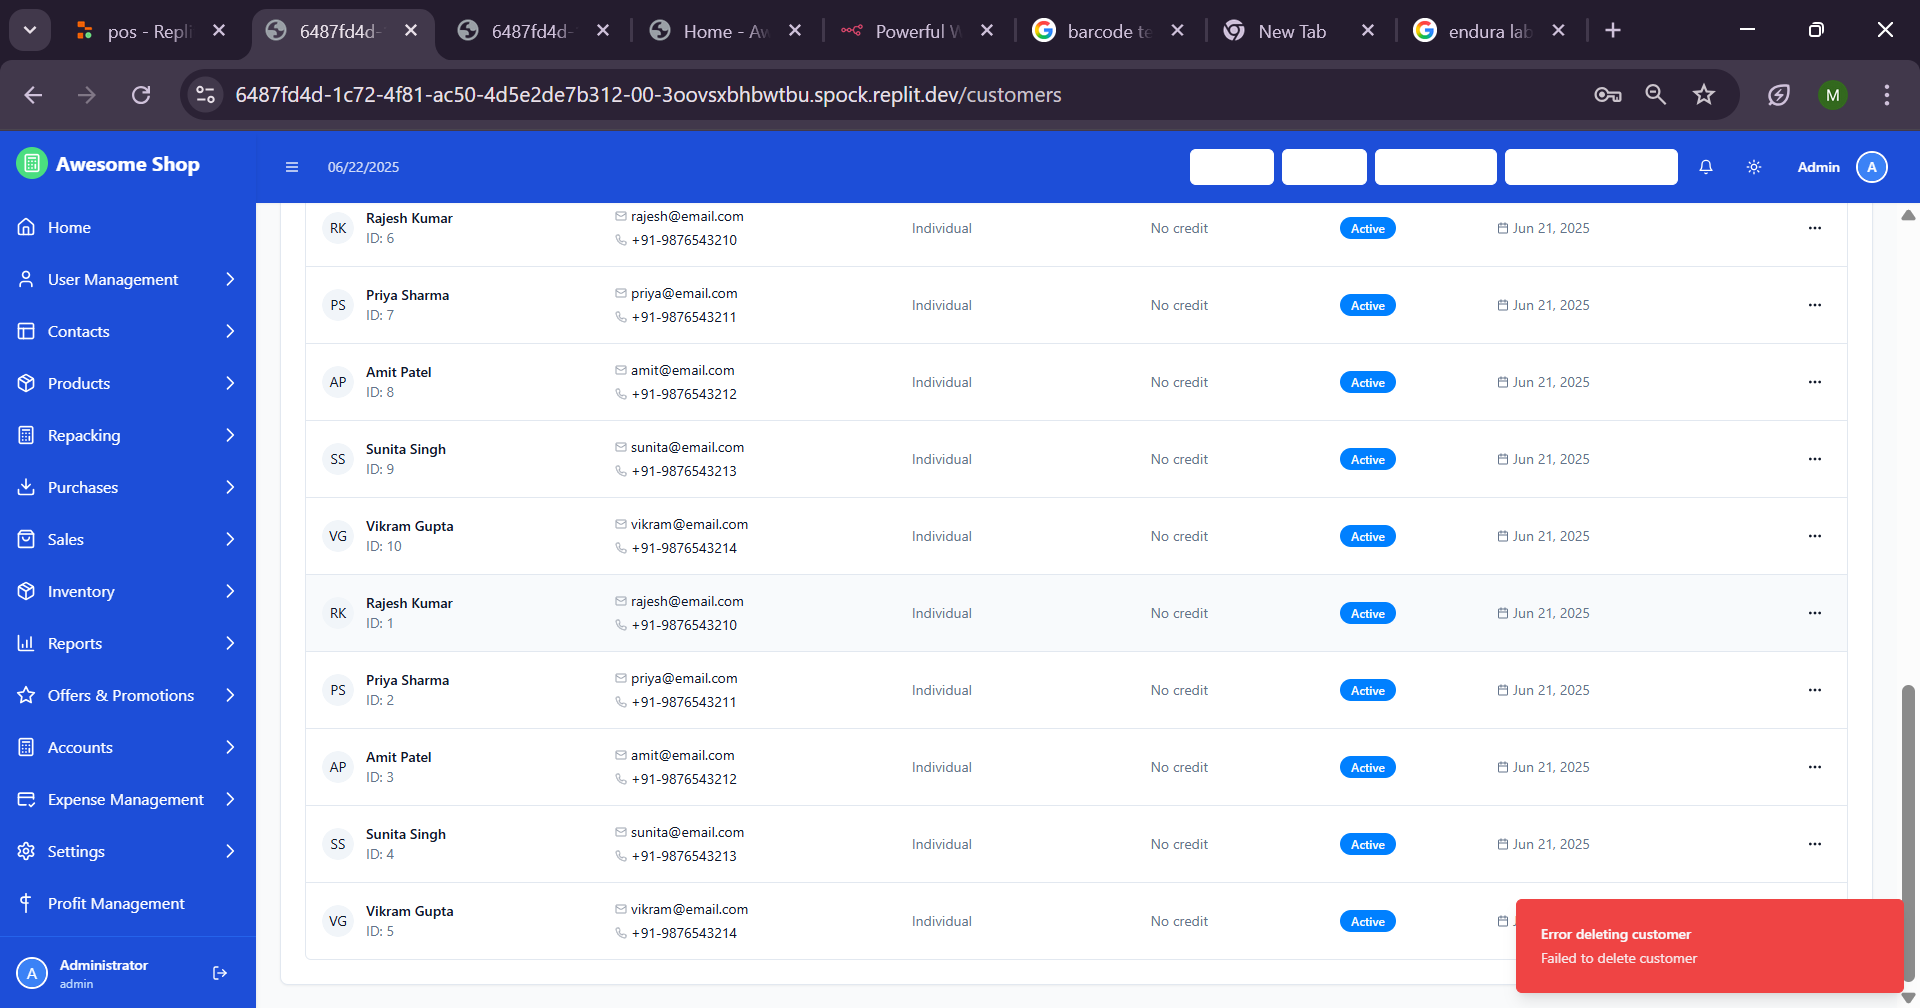 pos - Repli
6487fd4d-
6487fd4d-
Home - Aw
Powerful W
barcode te
New Tab
endura lab
6487fd4d-1c72-4f81-ac50-4d5e2de7b312-00-3oovsxbhbwtbu.spock.replit.dev/customers
M
Awesome Shop
06/22/2025
Admin
A
Home
User Management
Contacts
Products
Repacking
Purchases
Sales
Inventory
Reports
Offers & Promotions
Accounts
Expense Management
Settings
Profit Management
A
Administrator
admin
RK
Rajesh Kumar
ID: 6
rajesh@email.com
+91-9876543210
Individual
No credit
Active
Jun 21, 2025
PS
Priya Sharma
ID: 7
priya@email.com
+91-9876543211
Individual
No credit
Active
Jun 21, 2025
AP
Amit Patel
ID: 8
amit@email.com
+91-9876543212
Individual
No credit
Active
Jun 21, 2025
SS
Sunita Singh
ID: 9
sunita@email.com
+91-9876543213
Individual
No credit
Active
Jun 21, 2025
VG
Vikram Gupta
ID: 10
vikram@email.com
+91-9876543214
Individual
No credit
Active
Jun 21, 2025
RK
Rajesh Kumar
ID: 1
rajesh@email.com
+91-9876543210
Individual
No credit
Active
Jun 21, 2025
PS
Priya Sharma
ID: 2
priya@email.com
+91-9876543211
Individual
No credit
Active
Jun 21, 2025
AP
Amit Patel
ID: 3
amit@email.com
+91-9876543212
Individual
No credit
Active
Jun 21, 2025
SS
Sunita Singh
ID: 4
sunita@email.com
+91-9876543213
Individual
No credit
Active
Jun 21, 2025
VG
Vikram Gupta
ID: 5
vikram@email.com
+91-9876543214
Individual
No credit
Active
Error deleting customer
Failed to delete customer